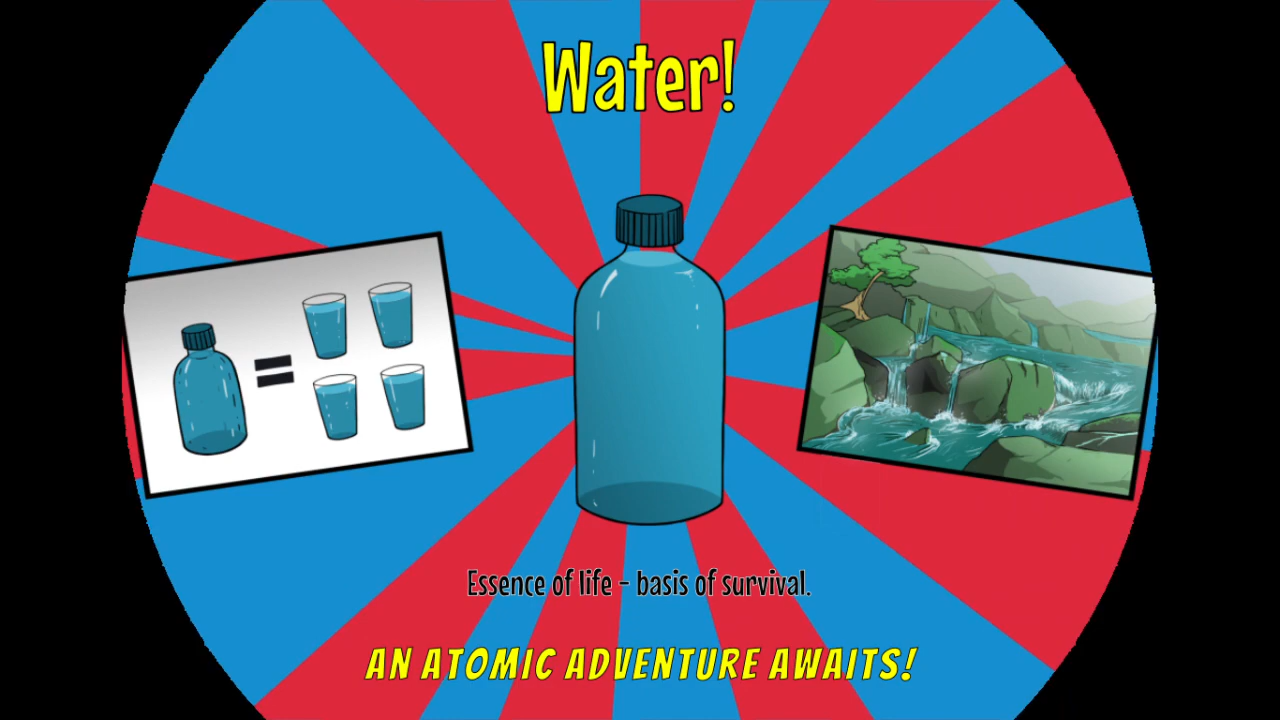 Water!
Essence of life - basis of survival.
AN ATOMIC ADVENTURE AWAITS!